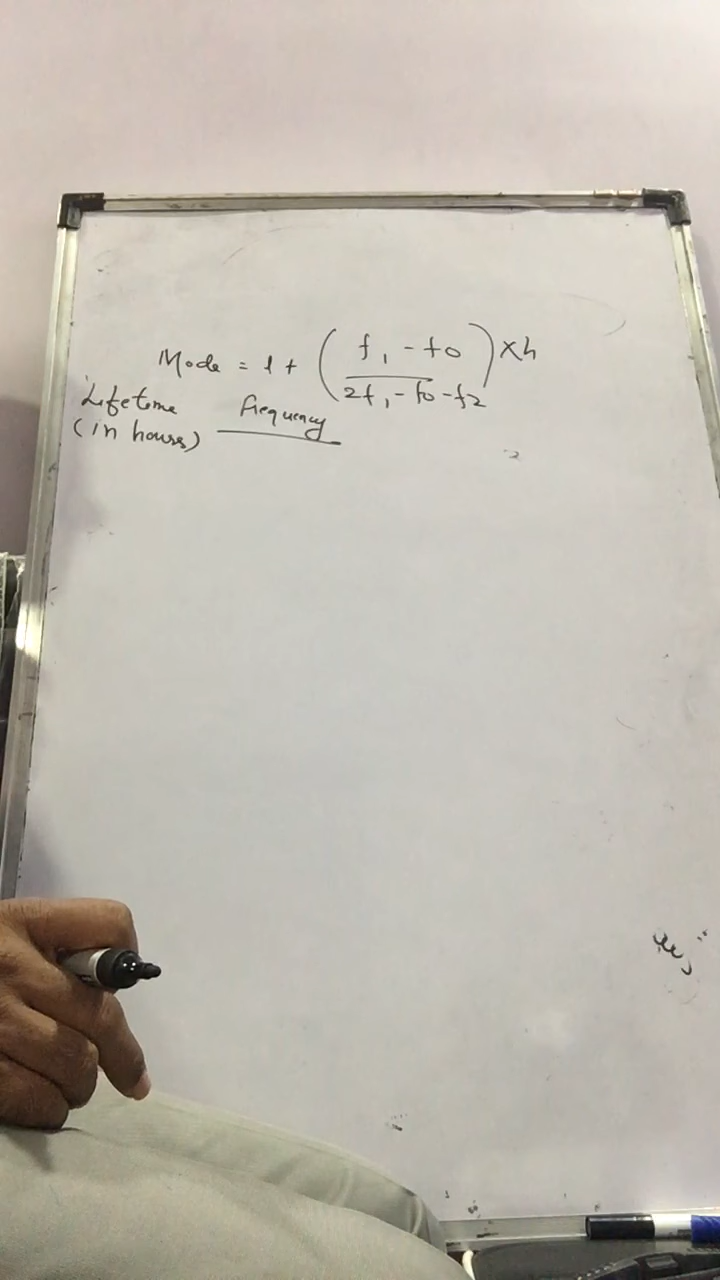 Mode = l + ( f1 - f0 / 2f1 - f0 - f2 ) x h
Lifetime Frequency
(in hours)